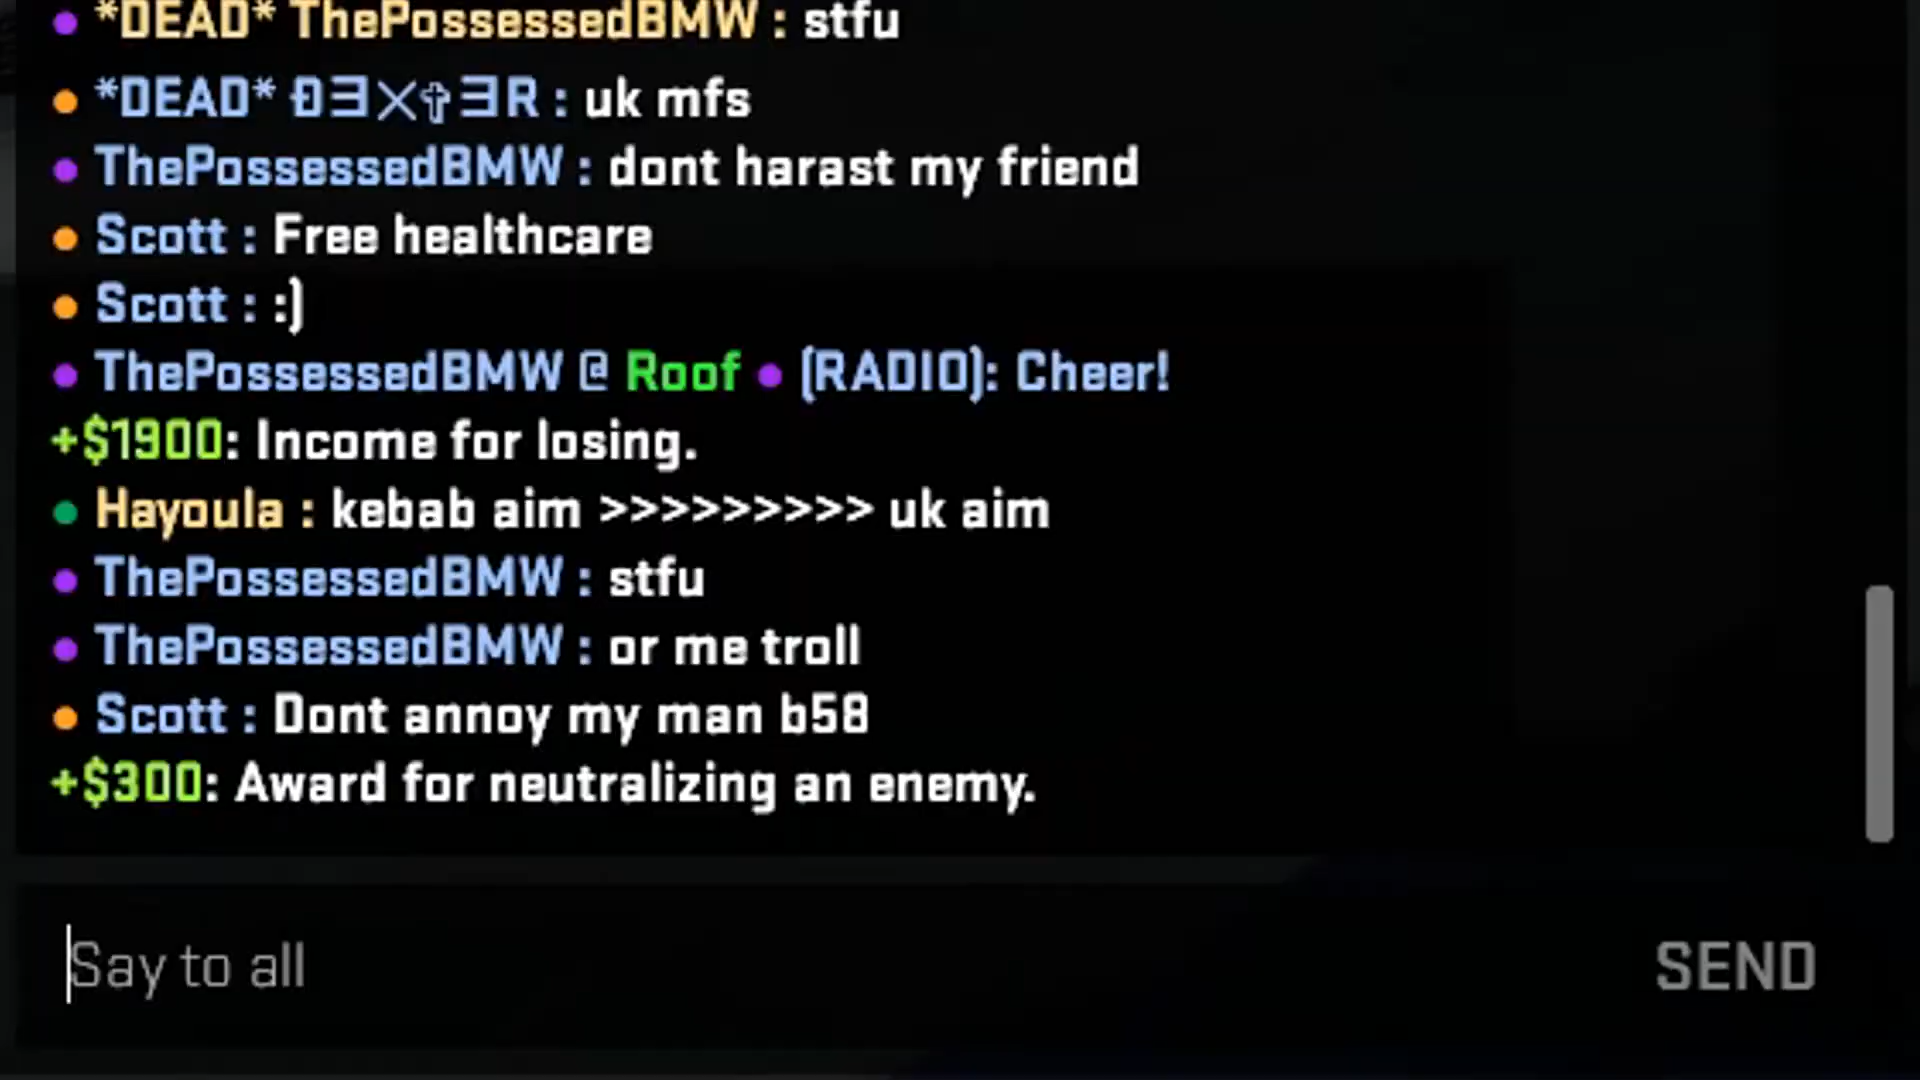 *DEAD* ThePossessedBMW : stfu
*DEAD* ÐƎ╳✞ƎR : uk mfs
ThePossessedBMW : dont harast my friend
Scott : Free healthcare
Scott : :)
ThePossessedBMW @ Roof ● (RADIO): Cheer!
+$1900: Income for losing.
Hayoula : kebab aim >>>>>>>>> uk aim
ThePossessedBMW : stfu
ThePossessedBMW : or me troll
Scott : Dont annoy my man b58
+$300: Award for neutralizing an enemy.
Say to all
SEND